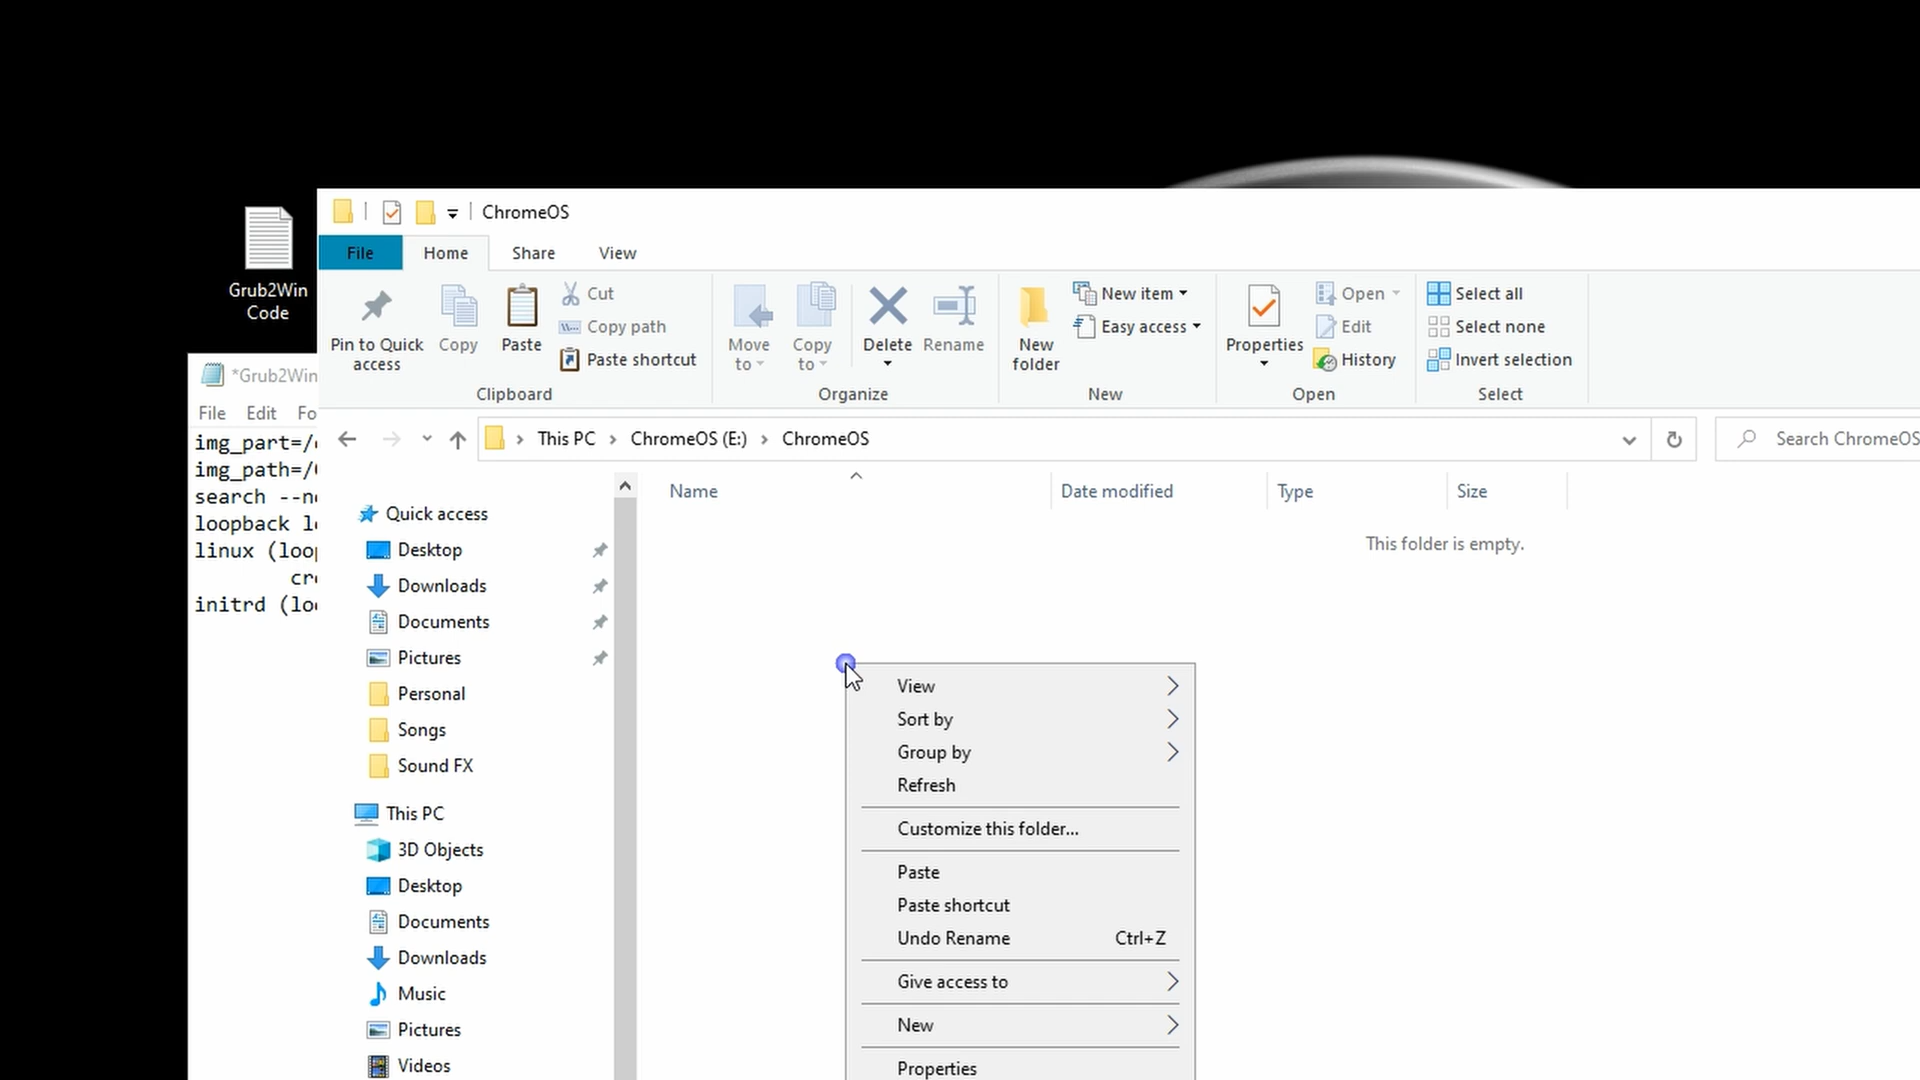 Grub2Win
Code
ChromeOS
File
Home
Share
View
Pin to Quick
access
Copy
Paste
Cut
Copy path
Paste shortcut
Clipboard
Move
to
Copy
to
Delete
Rename
Organize
New
folder
New item
Easy access
New
Properties
Open
Edit
History
Open
Select all
Select none
Invert selection
Select
This PC
ChromeOS (E:)
ChromeOS
Search ChromeOS
*Grub2Win
File
Edit
Fo
img_part=/
img_path=/
search --n
loopback l
linux (loo
cr
initrd (lo
Quick access
Desktop
Downloads
Documents
Pictures
Personal
Songs
Sound FX
This PC
3D Objects
Desktop
Documents
Downloads
Music
Pictures
Videos
Name
Date modified
Type
Size
This folder is empty.
View
Sort by
Group by
Refresh
Customize this folder...
Paste
Paste shortcut
Undo Rename Ctrl+Z
Give access to
New
Properties